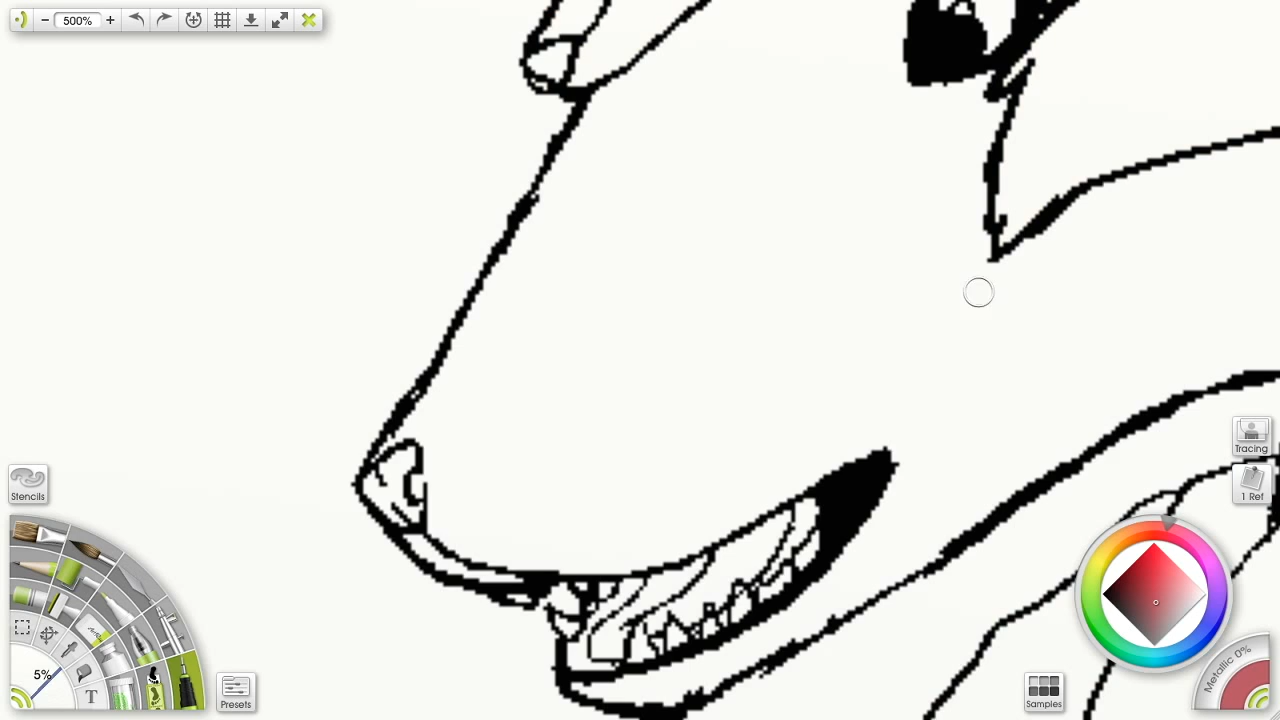 500%
Tracing
1 Ref
Stencils
5%
T
Presets
Samples
Metallic 0%